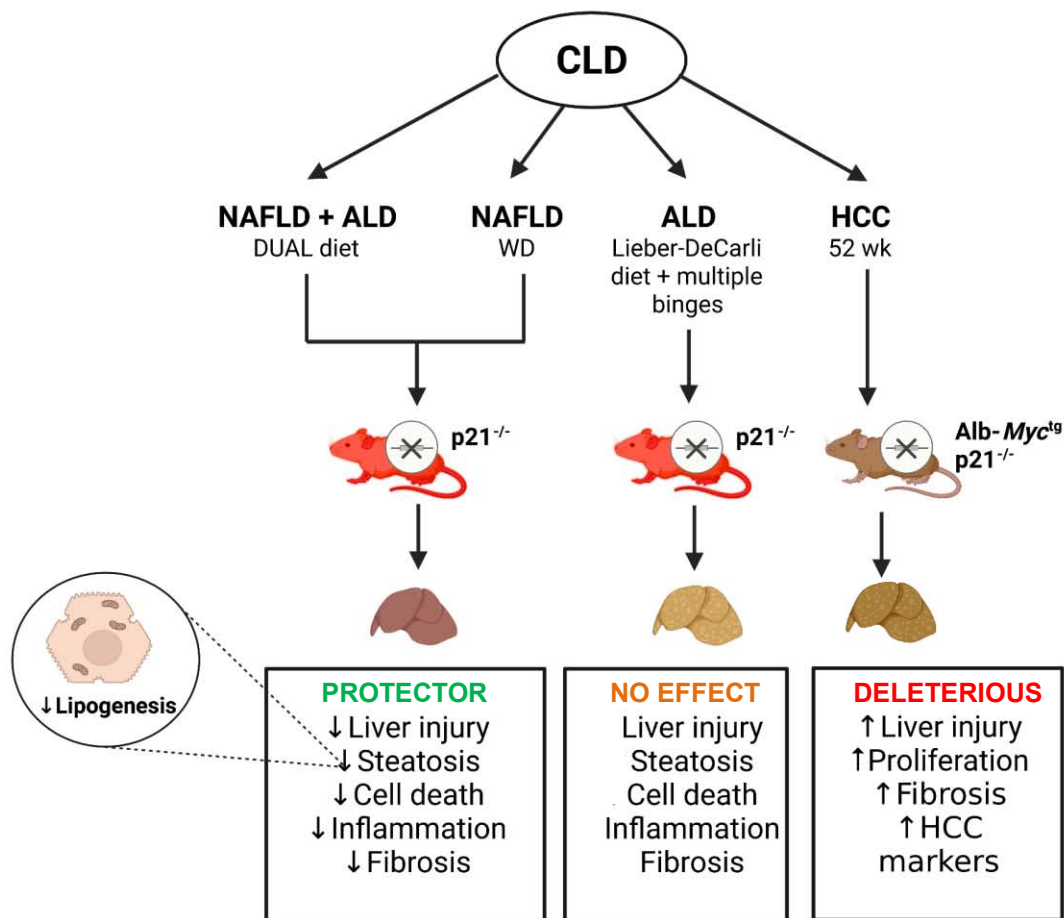 CLD
NAFLD + ALD
DUAL diet
NAFLD
WD
ALD
Lieber-DeCarli
diet + multiple
binges
HCC
52 wk
p21-/-
p21-/-
Alb-Myctg
p21-/-
↓Lipogenesis
PROTECTOR
↓Liver injury
↓Steatosis
↓Cell death
↓Inflammation
↓Fibrosis
NO EFFECT
Liver injury
Steatosis
Cell death
Inflammation
Fibrosis
DELETERIOUS
↑Liver injury
↑Proliferation
↑Fibrosis
↑HCC
markers